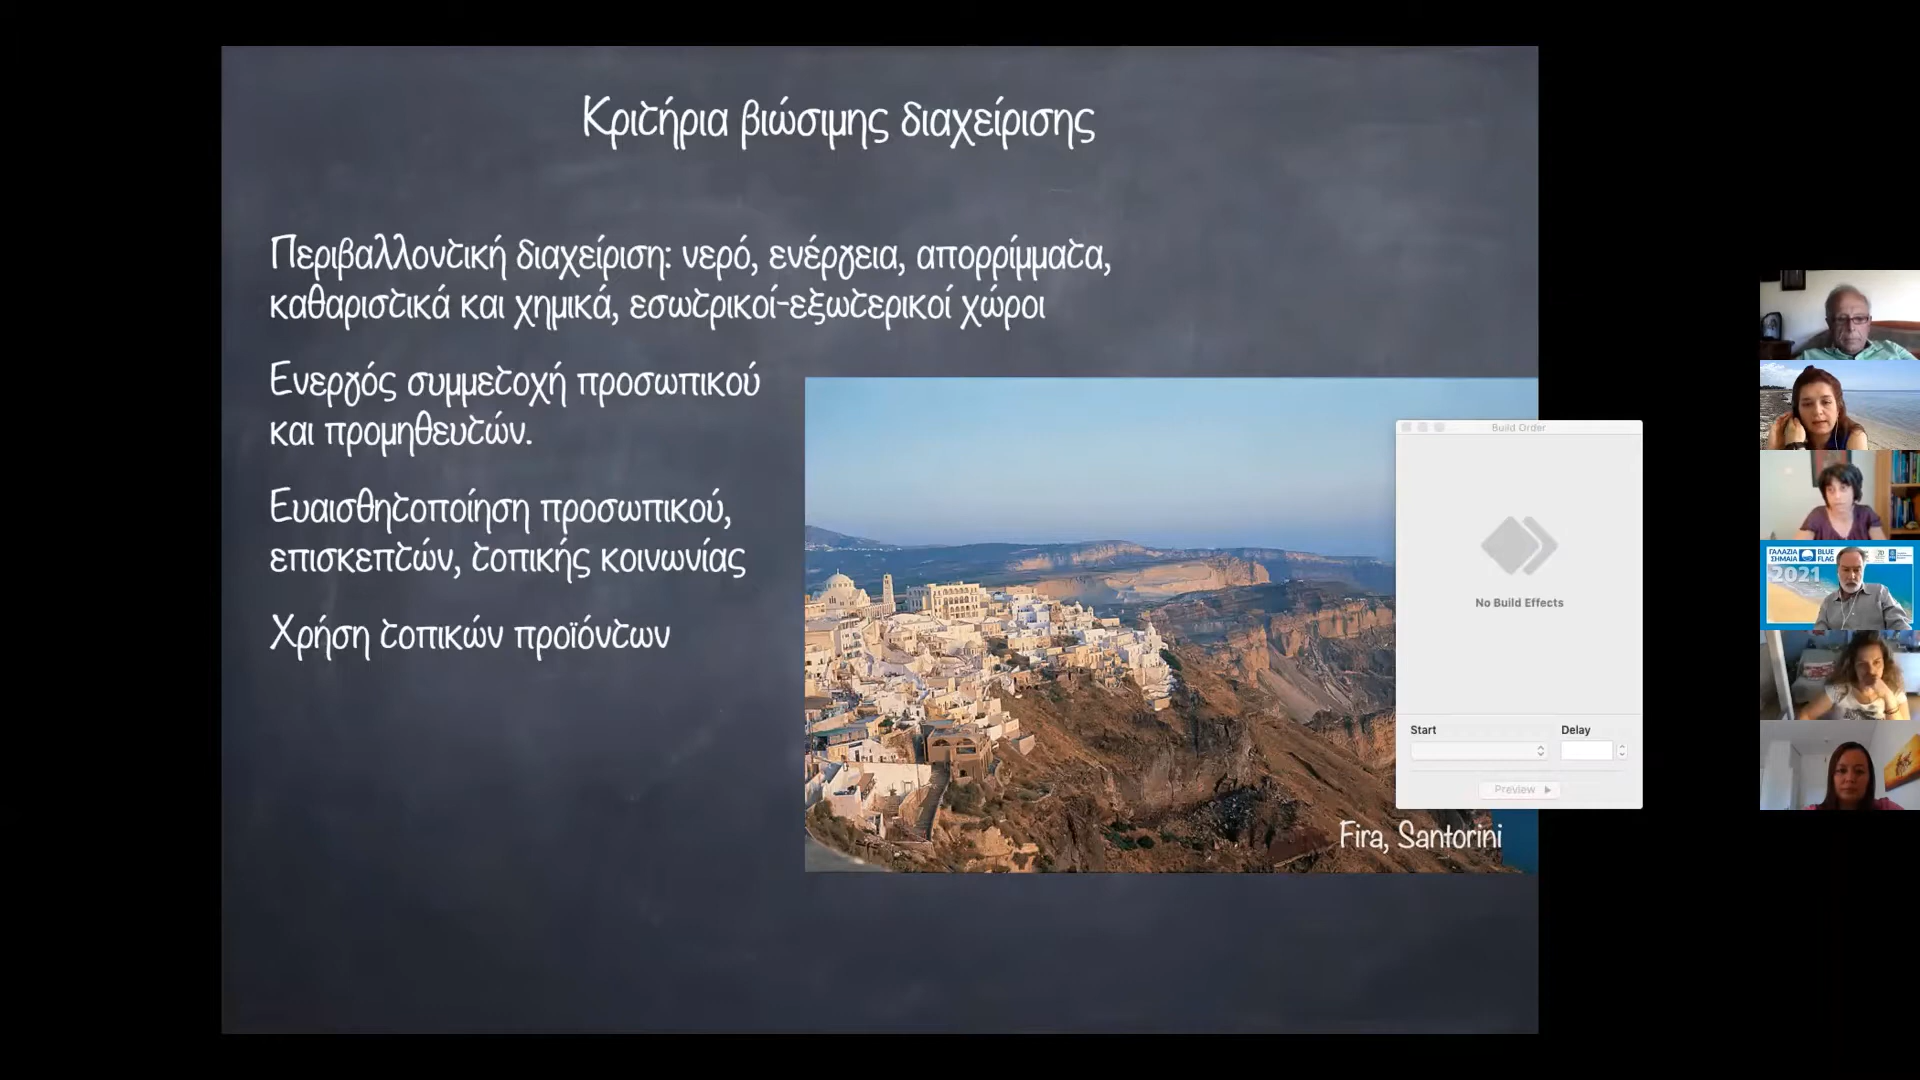 Κριτήρια βιώσιμης διαχείρισης
Περιβαλλοντική διαχείριση: νερό, ενέργεια, απορρίμματα,
καθαριστικά και χημικά, εσωτρικοί-εξωτερικοί χώροι
Ενεργός συμμετοχή προσωπικού
και προμηθευτών.
Ευαισθητοποίηση προσωπικού,
επισκεπτών, τοπικής κοινωνίας
Χρήση τοπικών προϊόντων
Fira, Santorini
Build Order
No Build Effects
Start Delay
Preview
ΓΑΛΑΖΙΑ ΣΗΜΑΙΑ BLUE FLAG
2021